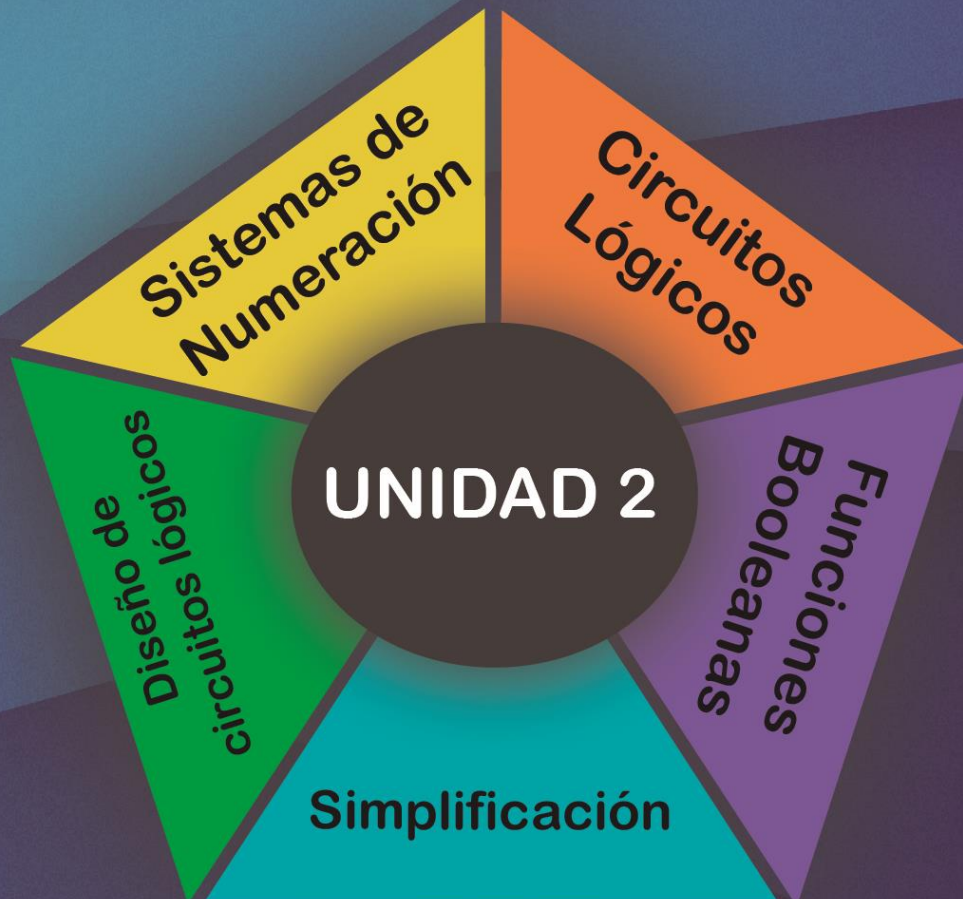 Sistemas de
Numeración
Circuitos
Lógicos
Funciones
Booleanas
Simplificación
Diseño de
circuitos lógicos
UNIDAD 2